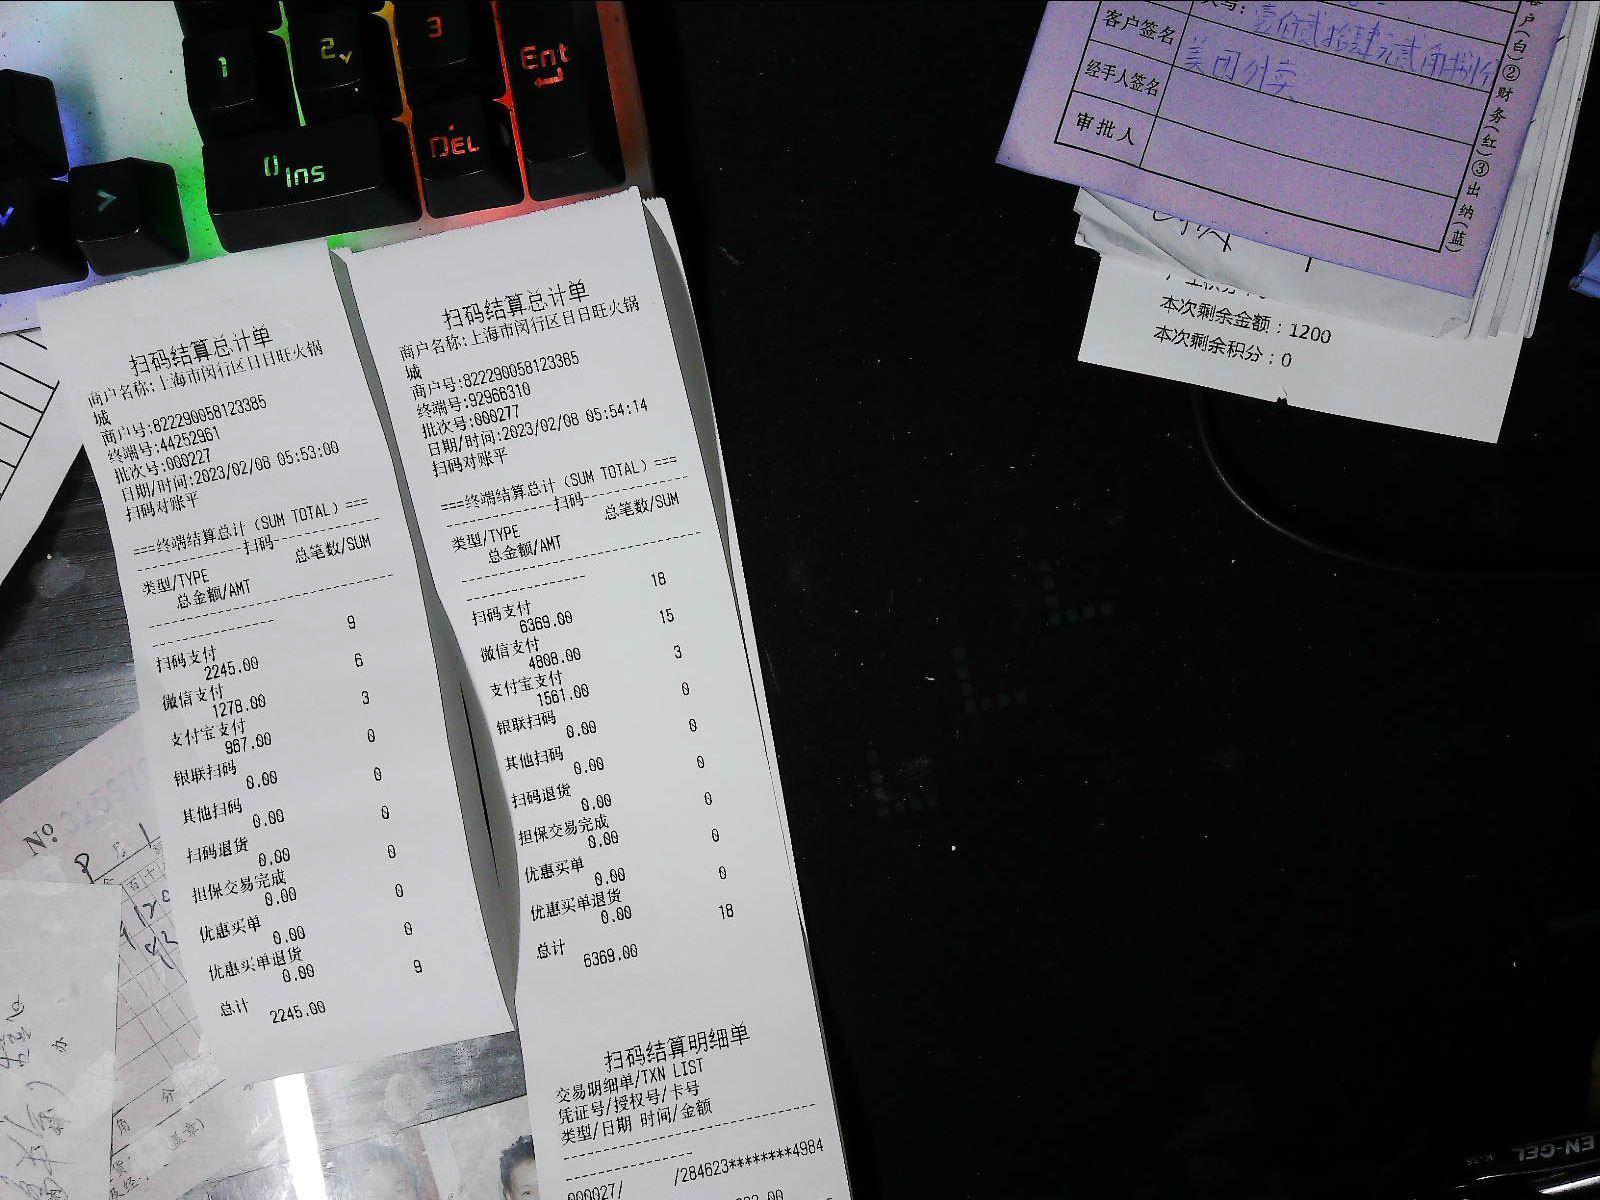 1
2
3
Ent
0
Ins
DEL
扫码结算总计单
商户名称:上海市闵行区日日旺火锅
城
商户号:822290058123385
终端号:44252961
批次号:000227
日期/时间:2023/02/08 05:53:00
扫码对账平
===终端结算总计(SUM TOTAL)===
扫码
类型/TYPE 总笔数/SUM
总金额/AMT
扫码支付 9
2245.00
微信支付 6
1278.00
支付宝支付 3
967.00
银联扫码 0
0.00
其他扫码 0
0.00
扫码退货 0
0.00
担保交易完成 0
0.00
优惠买单 0
0.00
优惠买单退货 0
0.00
总计 9
2245.00
扫码结算总计单
商户名称:上海市闵行区日日旺火锅
城
商户号:822290058123385
终端号:92966310
批次号:000277
日期/时间:2023/02/08 05:54:14
扫码对账平
===终端结算总计(SUM TOTAL)===
扫码
类型/TYPE 总笔数/SUM
总金额/AMT
扫码支付 18
6369.00
微信支付 15
4808.00
支付宝支付 3
1561.00
银联扫码 0
0.00
其他扫码 0
0.00
扫码退货 0
0.00
担保交易完成 0
0.00
优惠买单 0
0.00
优惠买单退货 0
0.00
总计 18
6369.00
扫码结算明细单
交易明细单/TXN LIST
凭证号/授权号/卡号
类型/日期 时间/金额
000027/ /284623********4984
客户签名
美团外卖
经手人签名
审批人
户(白)②财务(红)③出纳(蓝)
本次剩余金额：1200
本次剩余积分：0
No
盖章)
EN-GEL